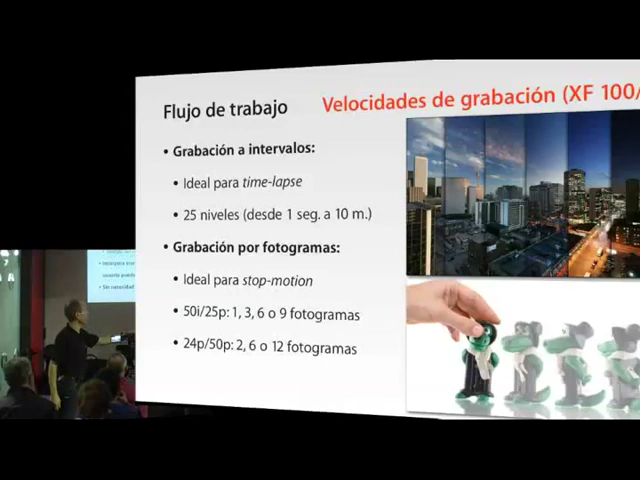 Flujo de trabajo
Velocidades de grabación (XF 100/
• Grabación a intervalos:
• Ideal para time-lapse
• 25 niveles (desde 1 seg. a 10 m.)
• Grabación por fotogramas:
• Ideal para stop-motion
• 50i/25p: 1, 3, 6 o 9 fotogramas
• 24p/50p: 2, 6 o 12 fotogramas